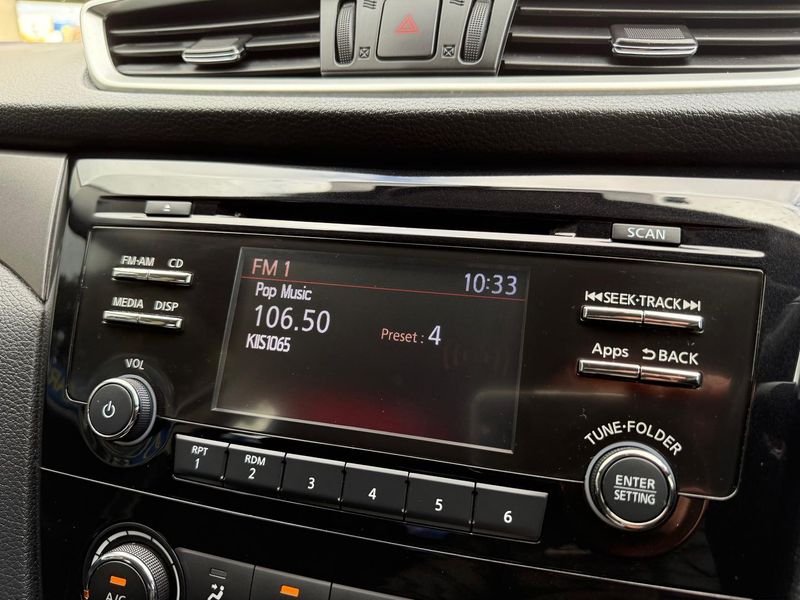 SCAN
FM·AM CD
MEDIA DISP
VOL
FM 1 10:33
Pop Music
106.50
Preset : 4
KIIS1065
SEEK·TRACK
Apps BACK
TUNE·FOLDER
ENTER
SETTING
RPT
1
RDM
2
3
4
5
6
A/C